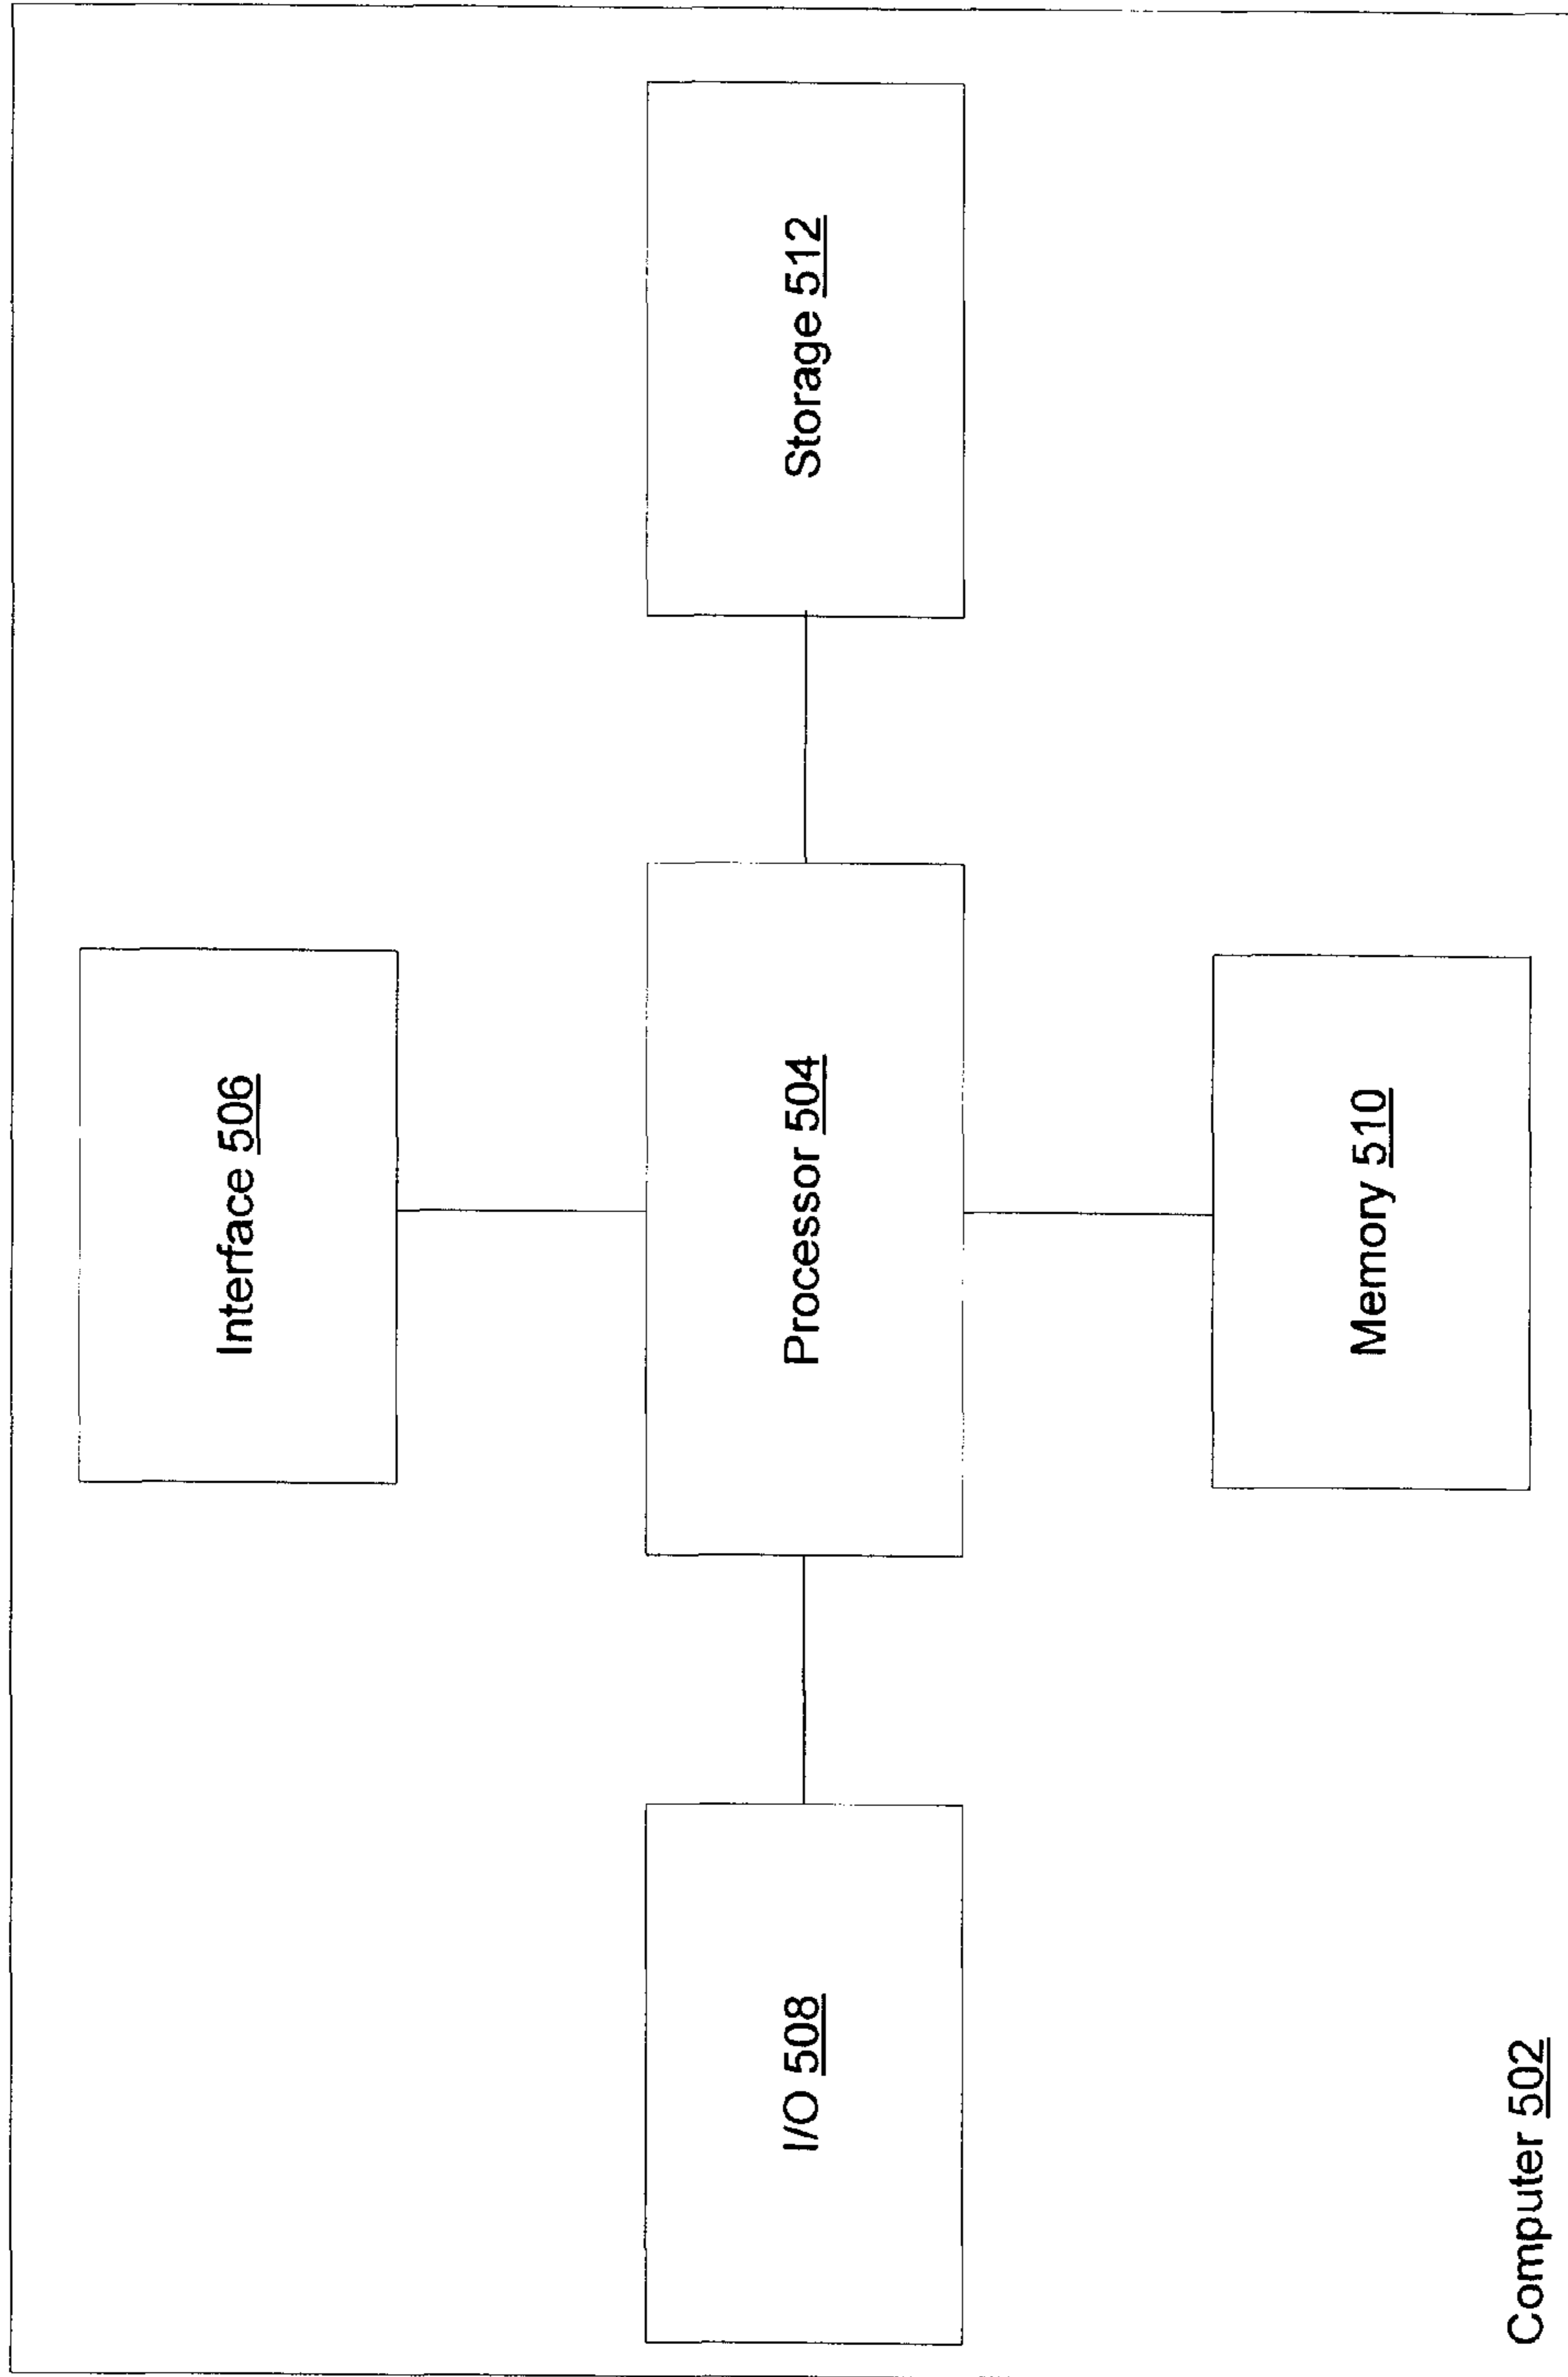 Interface 506
I/O 508
Processor 504
Storage 512
Memory 510
Computer 502